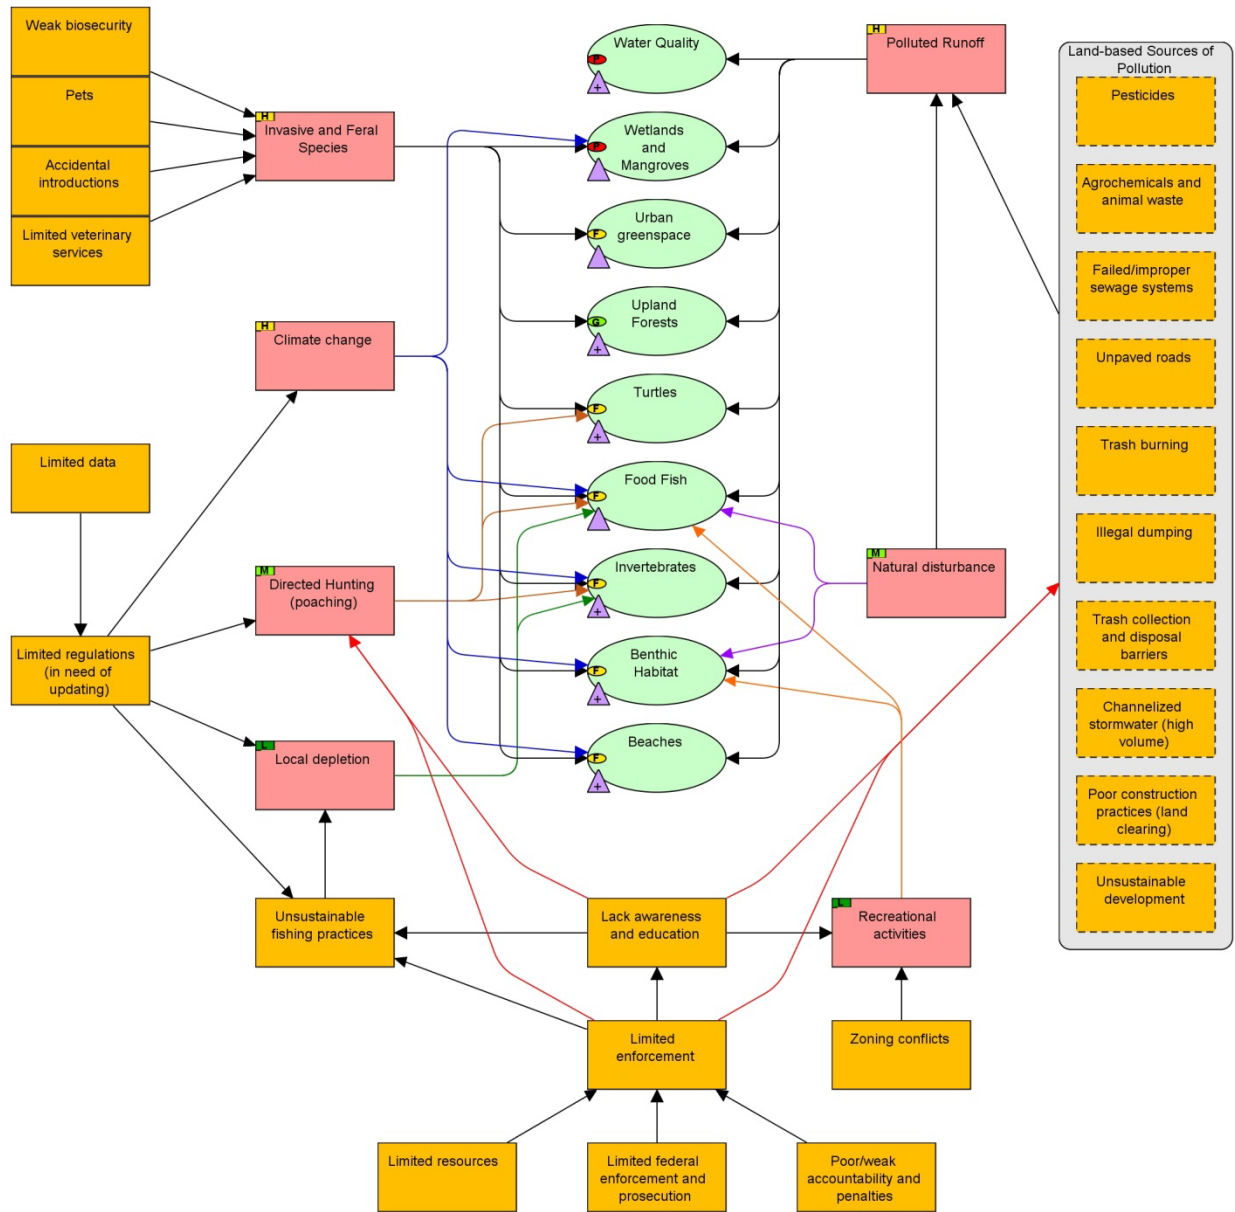 Weak biosecurity
Pets
Accidental
introductions
Limited veterinary
services
H
Invasive and Feral
Species
H
Climate change
Limited data
Limited regulations
(in need of
updating)
M
Directed Hunting
(poaching)
L
Local depletion
Unsustainable
fishing practices
Water Quality
P
+
Wetlands
and
Mangroves
P
Urban
greenspace
F
Upland
Forests
G
+
Turtles
F
+
Food Fish
F
Invertebrates
F
+
Benthic
Habitat
F
+
Beaches
F
+
Lack awareness
and education
Limited
enforcement
Limited resources
Limited federal
enforcement and
prosecution
Poor/weak
accountability and
penalties
H
Polluted Runoff
M
Natural disturbance
L
Recreational
activities
Zoning conflicts
Land-based Sources of
Pollution
Pesticides
Agrochemicals and
animal waste
Failed/improper
sewage systems
Unpaved roads
Trash burning
Illegal dumping
Trash collection
and disposal
barriers
Channelized
stormwater (high
volume)
Poor construction
practices (land
clearing)
Unsustainable
development